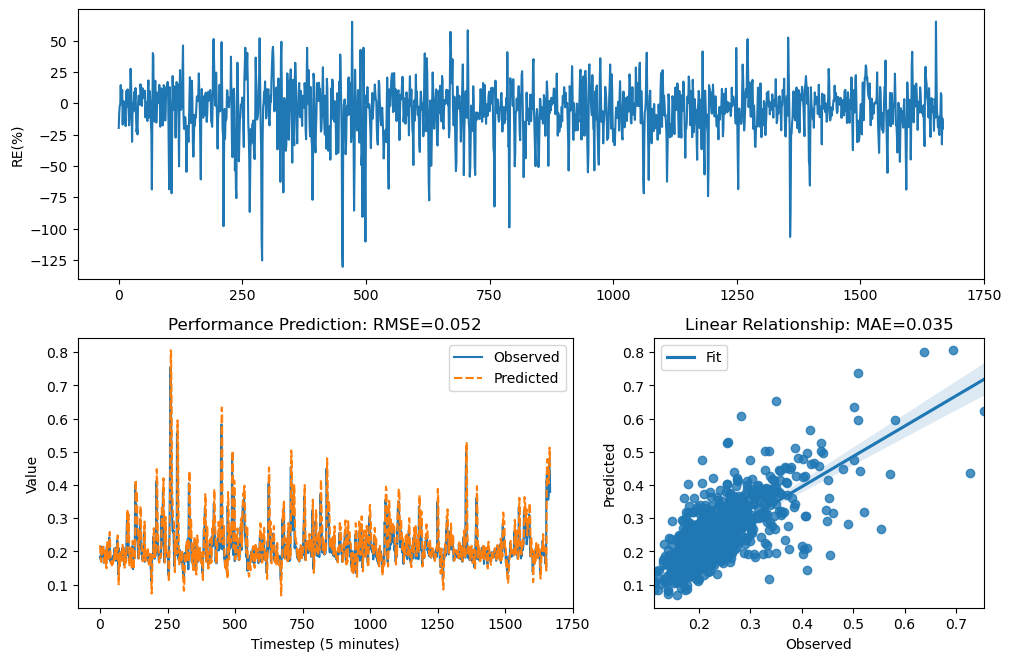 RE(%)
50
25
0
−25
−50
−75
−100
−125
0 250 500 750 1000 1250 1500 1750
Performance Prediction: RMSE=0.052
Value
0.8
0.7
0.6
0.5
0.4
0.3
0.2
0.1
Observed
Predicted
0 250 500 750 1000 1250 1500 1750
Timestep (5 minutes)
Linear Relationship: MAE=0.035
Predicted
0.8
0.7
0.6
0.5
0.4
0.3
0.2
0.1
Fit
0.2 0.3 0.4 0.5 0.6 0.7
Observed